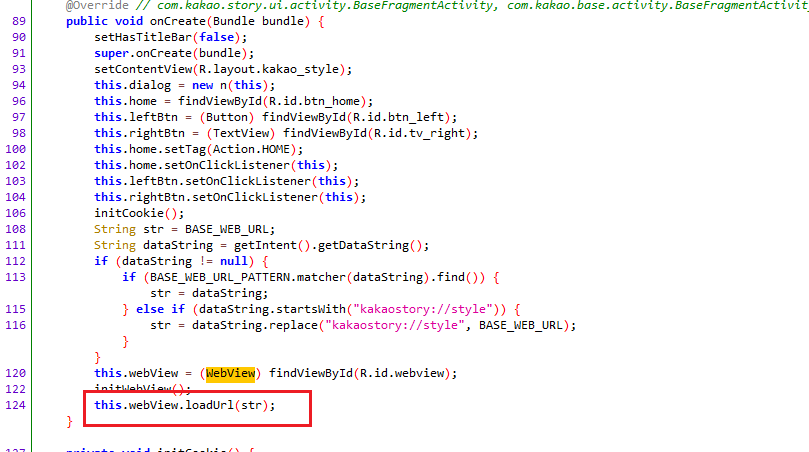 @Override // com.kakao.story.ui.activity.BaseFragmentActivity, com.kakao.base.activity.BaseFragmentActivit
89 public void onCreate(Bundle bundle) {
90 setHasTitleBar(false);
91 super.onCreate(bundle);
93 setContentView(R.layout.kakao_style);
94 this.dialog = new n(this);
96 this.home = findViewById(R.id.btn_home);
97 this.leftBtn = (Button) findViewById(R.id.btn_left);
98 this.rightBtn = (TextView) findViewById(R.id.tv_right);
100 this.home.setTag(Action.HOME);
102 this.home.setOnClickListener(this);
103 this.leftBtn.setOnClickListener(this);
104 this.rightBtn.setOnClickListener(this);
106 initCookie();
108 String str = BASE_WEB_URL;
111 String dataString = getIntent().getDataString();
112 if (dataString != null) {
113 if (BASE_WEB_URL_PATTERN.matcher(dataString).find()) {
str = dataString;
115 } else if (dataString.startsWith("kakaostory://style")) {
116 str = dataString.replace("kakaostory://style", BASE_WEB_URL);
}
}
120 this.webView = (WebView) findViewById(R.id.webview);
122 initWebView();
124 this.webView.loadUrl(str);
}
127 private void initCookie() {